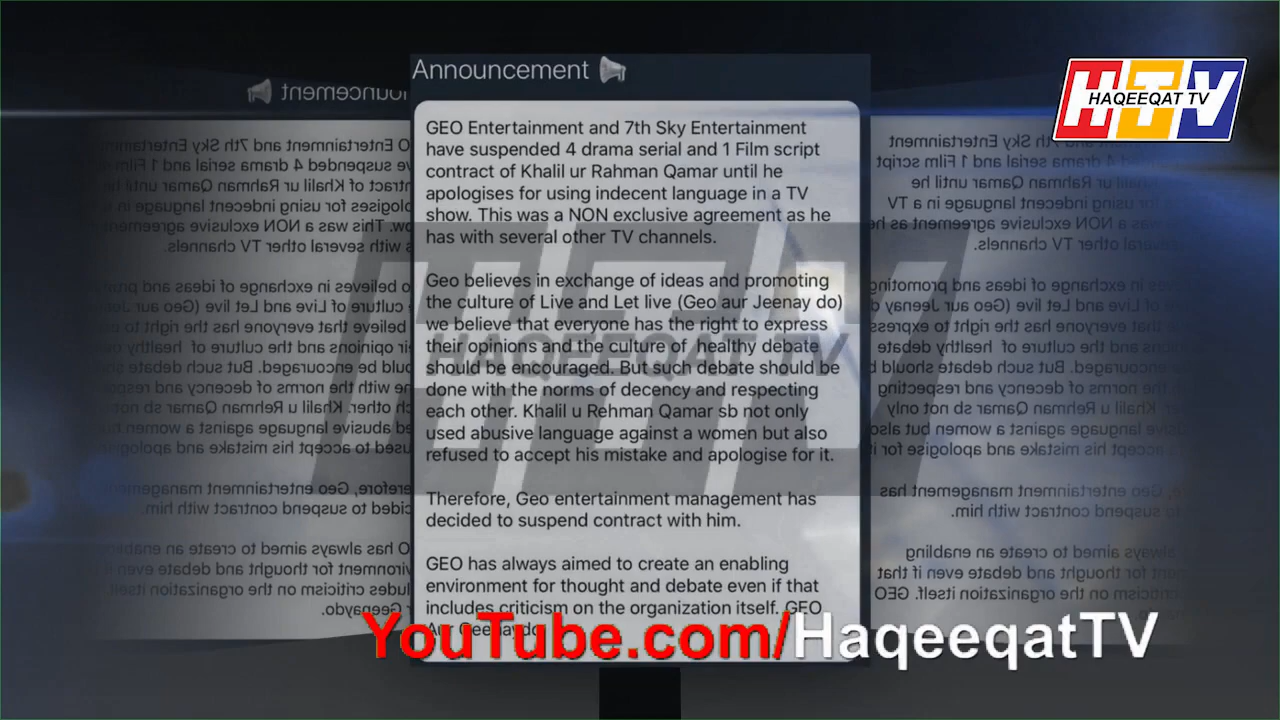 Announcement
HTV
HAQEEQAT TV
GEO Entertainment and 7th Sky Entertainment
have suspended 4 drama serial and 1 Film script
contract of Khalil ur Rahman Qamar until he
apologises for using indecent language in a TV
show. This was a NON exclusive agreement as he
has with several other TV channels.
Geo believes in exchange of ideas and promoting
the culture of Live and Let live (Geo aur Jeenay do)
we believe that everyone has the right to express
their opinions and the culture of healthy debate
should be encouraged. But such debate should be
done with the norms of decency and respecting
each other. Khalil u Rehman Qamar sb not only
used abusive language against a women but also
refused to accept his mistake and apologise for it.
Therefore, Geo entertainment management has
decided to suspend contract with him.
GEO has always aimed to create an enabling
environment for thought and debate even if that
includes criticism on the organization itself. GEO
Aur Geenaydo
YouTube.com/HaqeeqatTV
HTV
HAQEEQAT TV